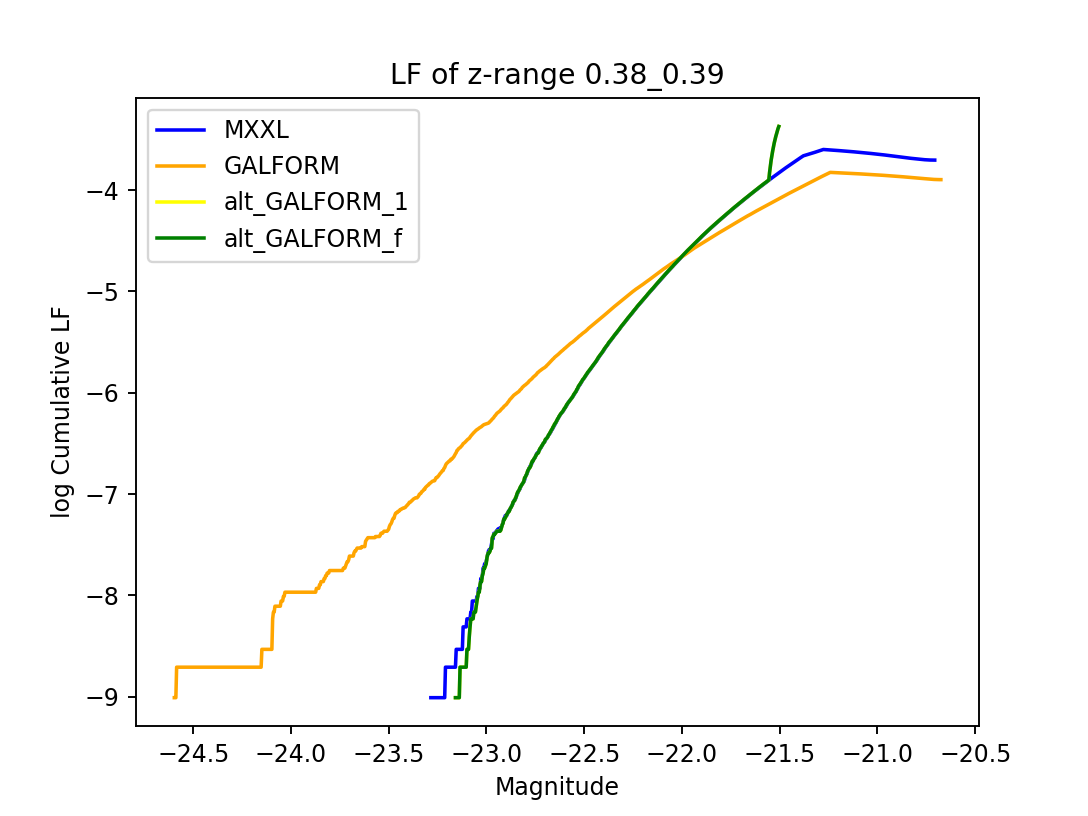 LF of z-range 0.38_0.39
MXXL
GALFORM
alt_GALFORM_1
alt_GALFORM_f
log Cumulative LF
−4
−5
−6
−7
−8
−9
−24.5 −24.0 −23.5 −23.0 −22.5 −22.0 −21.5 −21.0 −20.5
Magnitude